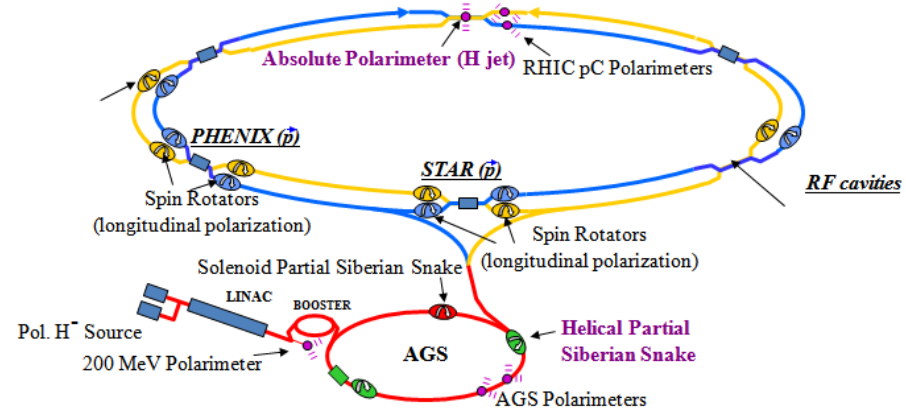 Absolute Polarimeter (H jet)
RHIC pC Polarimeters
PHENIX (p)
STAR (p)
RF cavities
Spin Rotators
(longitudinal polarization)
Spin Rotators
(longitudinal polarization)
Solenoid Partial Siberian Snake
LINAC
BOOSTER
Pol. H⁻ Source
200 MeV Polarimeter
AGS
Helical Partial
Siberian Snake
AGS Polarimeters